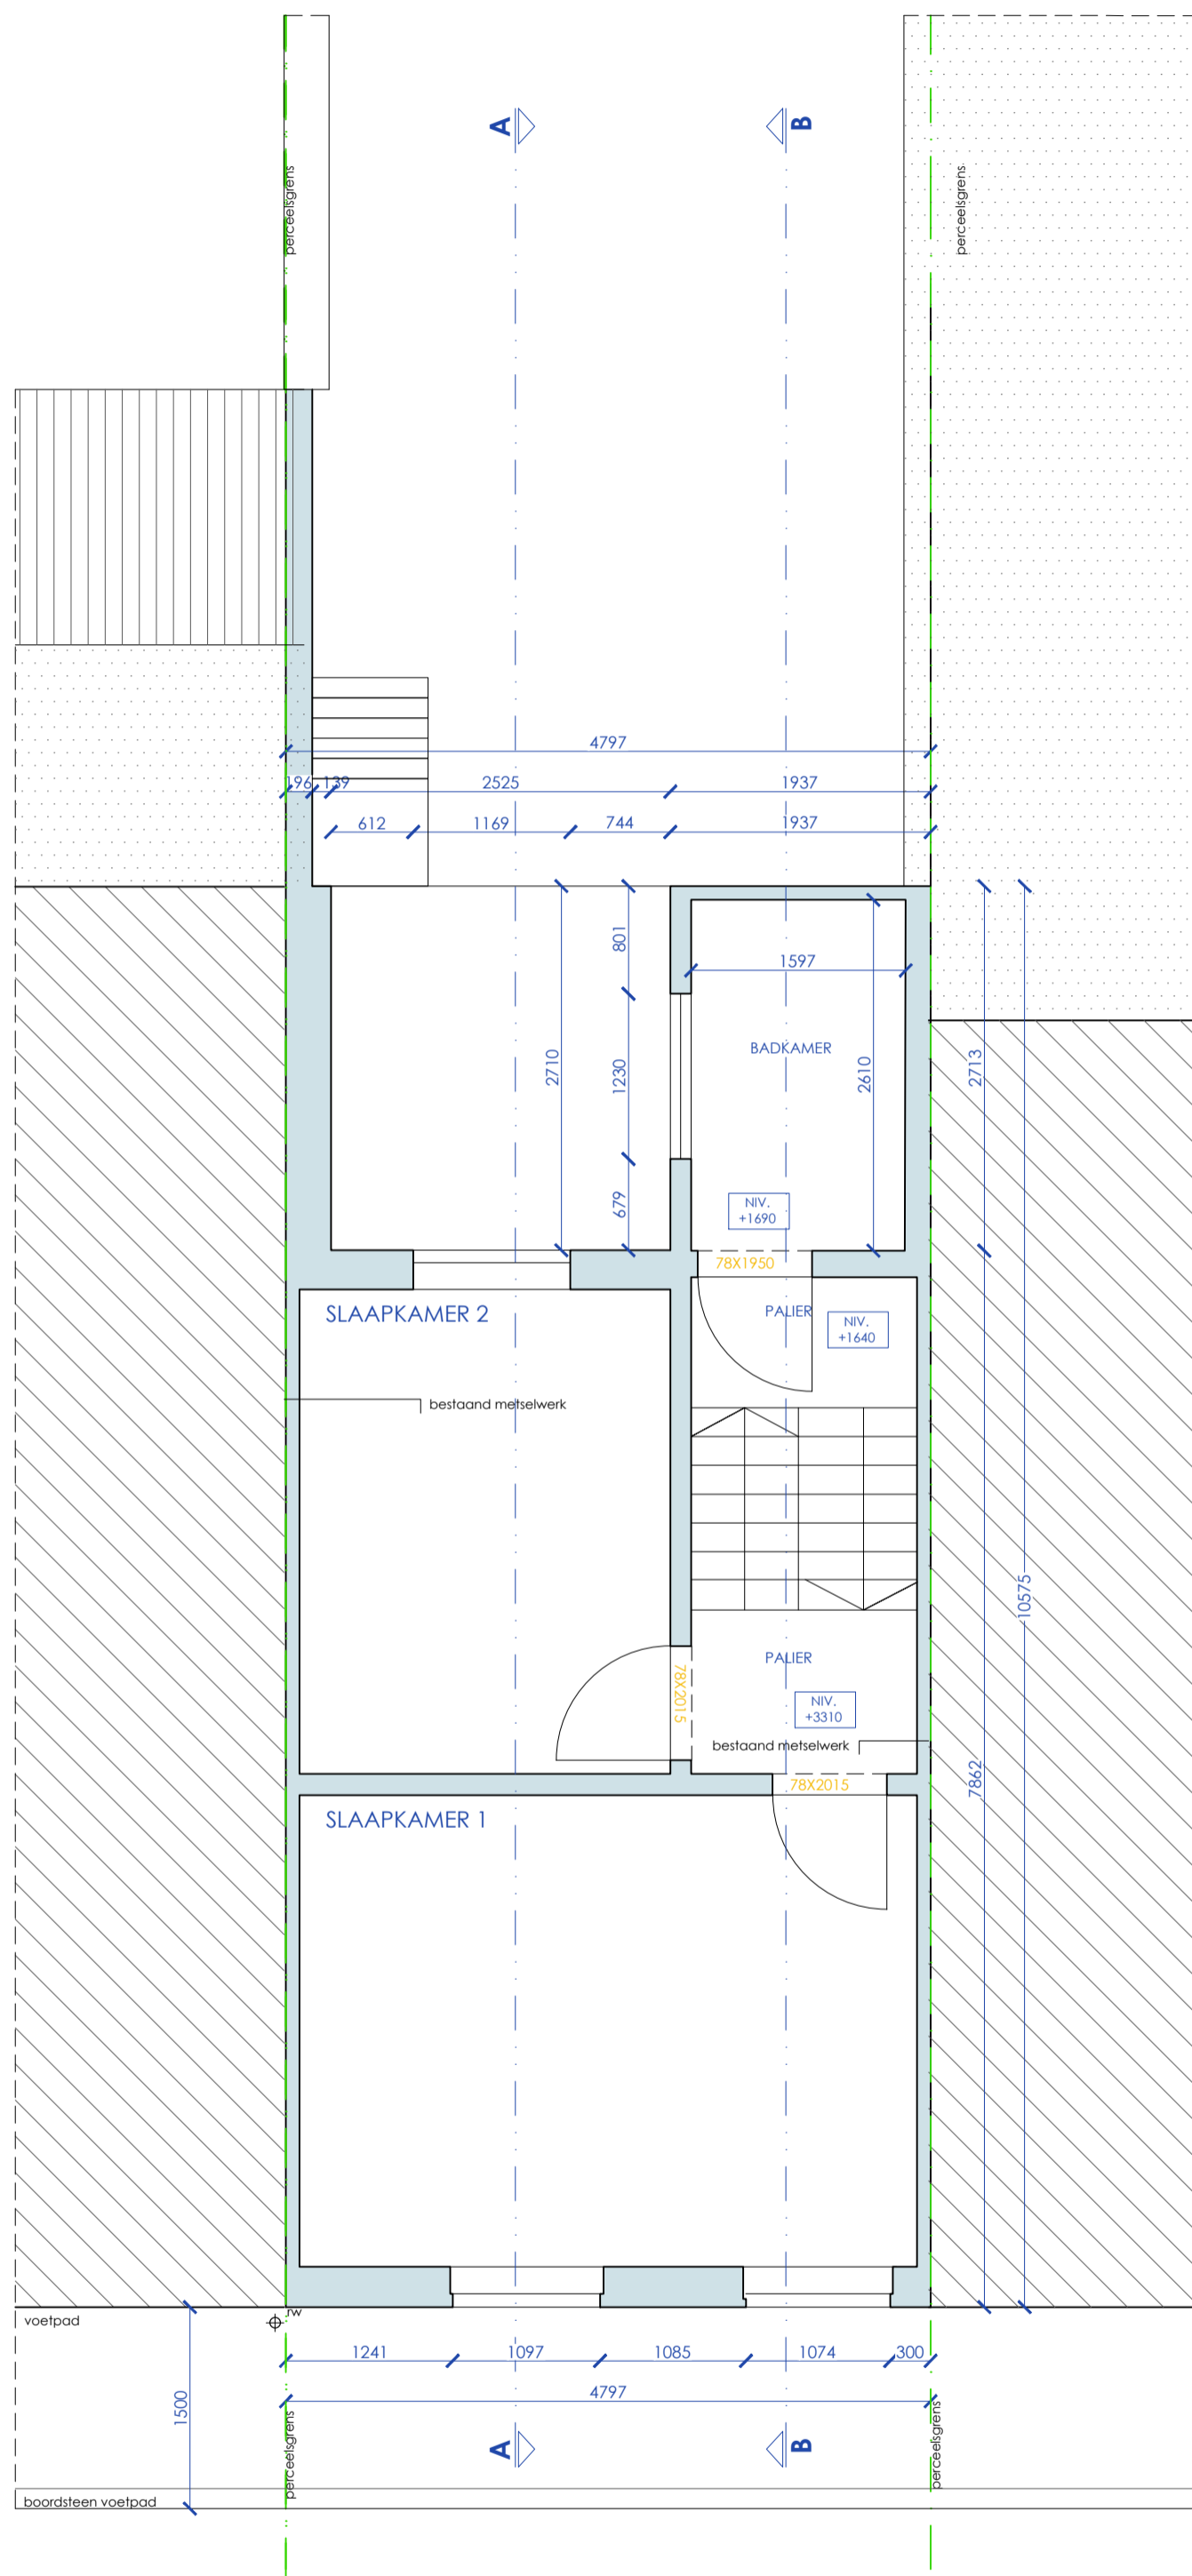 A
B
perceelsgrens
perceelsgrens
4797
196
139
2525
1937
612
1169
744
1937
801
1597
BADKAMER
2710
1230
2610
2713
679
NIV.
+1690
78X1950
SLAAPKAMER 2
PALIER
NIV.
+1640
bestaand metselwerk
10575
PALIER
78X2015
NIV.
+3310
bestaand metselwerk
7862
78X2015
SLAAPKAMER 1
rw
voetpad
1241
1097
1085
1074
300
4797
1500
A
B
perceelsgrens
perceelsgrens
boordsteen voetpad